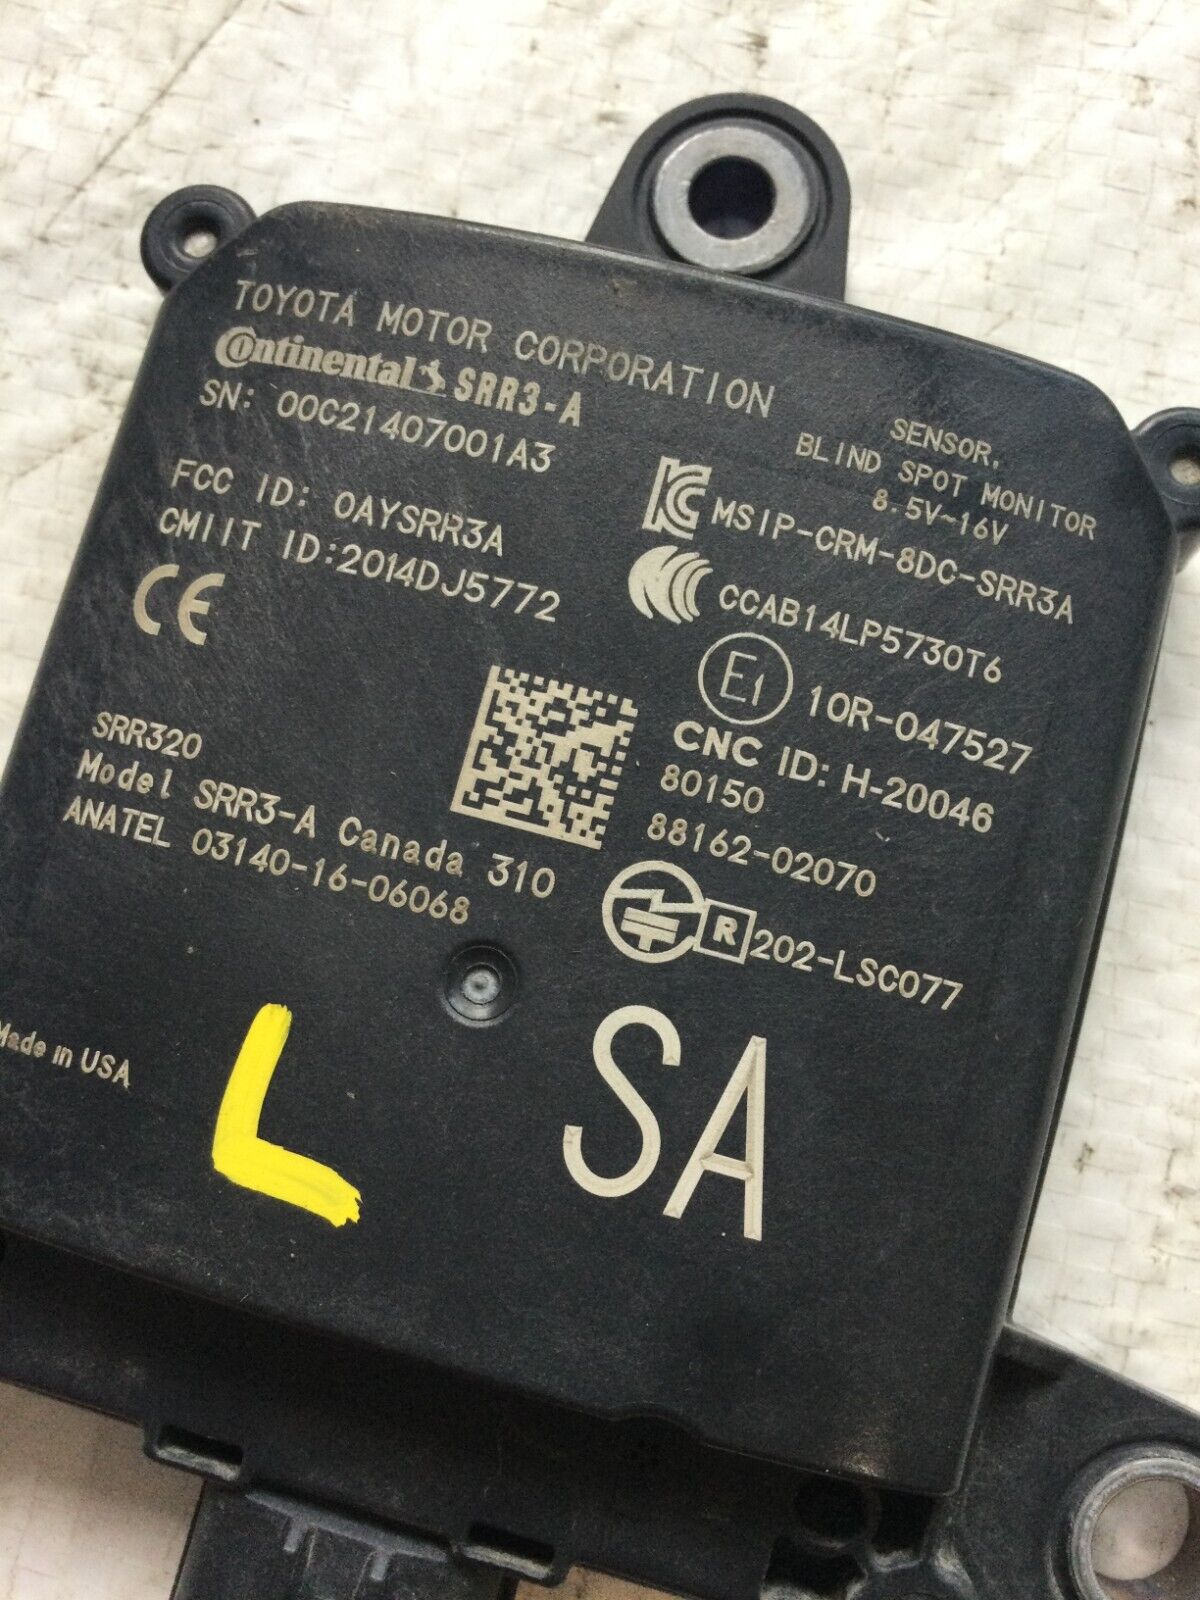 TOYOTA MOTOR CORPORATION
Continental SRR3-A
SN: 00C21407001A3
FCC ID: OAYSRR3A
CMIIT ID:2014DJ5772
CE
SENSOR,
BLIND SPOT MONITOR
8.5V~16V
MSIP-CRM-8DC-SRR3A
CCAB14LP5730T6
E1 10R-047527
CNC ID: H-20046
80150
88162-02070
R 202-LSC077
SRR320
Model SRR3-A Canada 310
ANATEL 03140-16-06068
Made in USA
L
SA